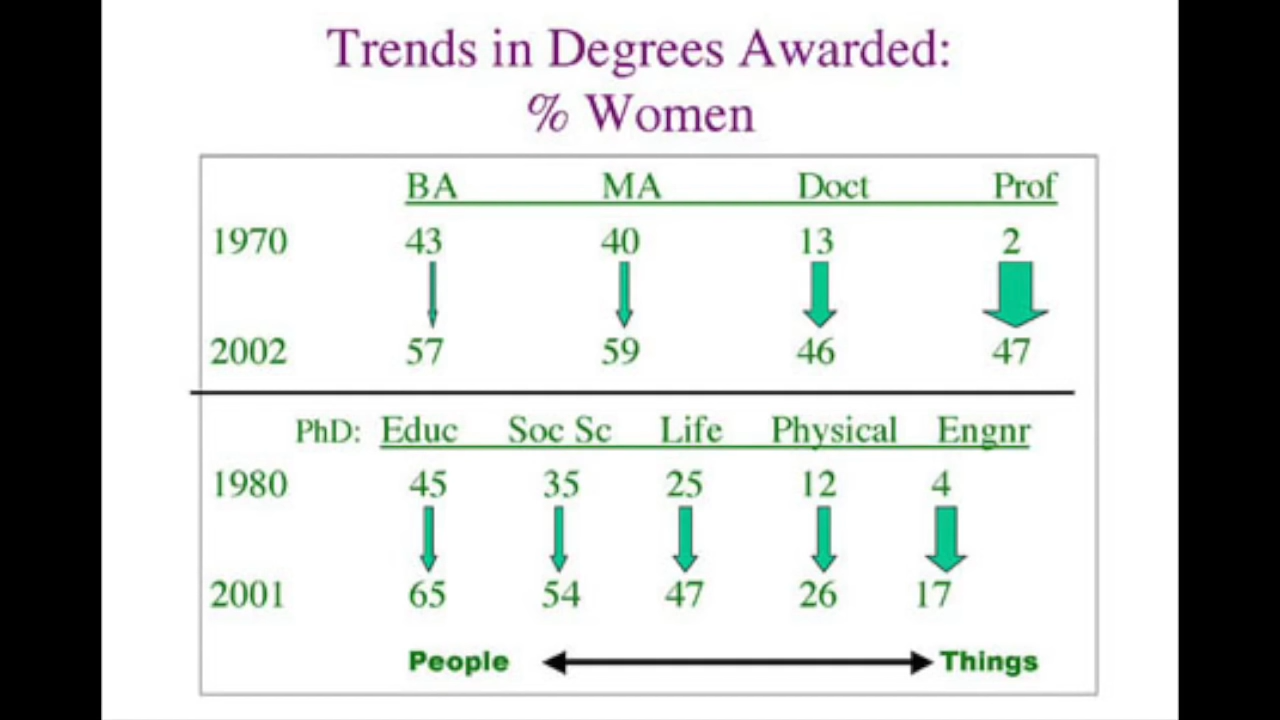 Trends in Degrees Awarded:
% Women
BA MA Doct Prof
1970 43 40 13 2
2002 57 59 46 47
PhD: Educ Soc Sc Life Physical Engnr
1980 45 35 25 12 4
2001 65 54 47 26 17
People Things